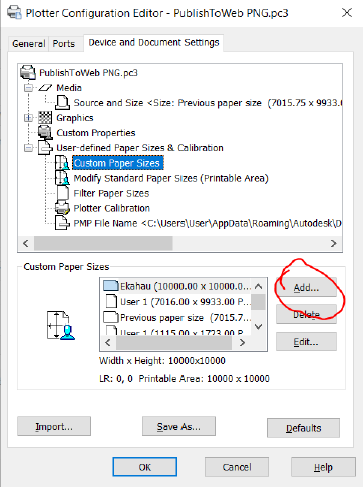 Plotter Configuration Editor - PublishToWeb PNG.pc3
General Ports Device and Document Settings
PublishToWeb PNG.pc3
Media
Source and Size <Size: Previous paper size (7015.75 x 9933.
Graphics
Custom Properties
User-defined Paper Sizes & Calibration
Custom Paper Sizes
Modify Standard Paper Sizes (Printable Area)
Filter Paper Sizes
Plotter Calibration
PMP File Name <C:\Users\User\AppData\Roaming\Autodesk\D
Custom Paper Sizes
Ekahau (10000.00 x 10000.0...
User 1 (7016.00 x 9933.00 P...
Previous paper size (7015.7...
User 1 (1115.00 x 1723.00 P...
Add...
Delete
Edit...
Width x Height: 10000x10000
LR: 0, 0 Printable Area: 10000 x 10000
Import...
Save As...
Defaults
OK
Cancel
Help